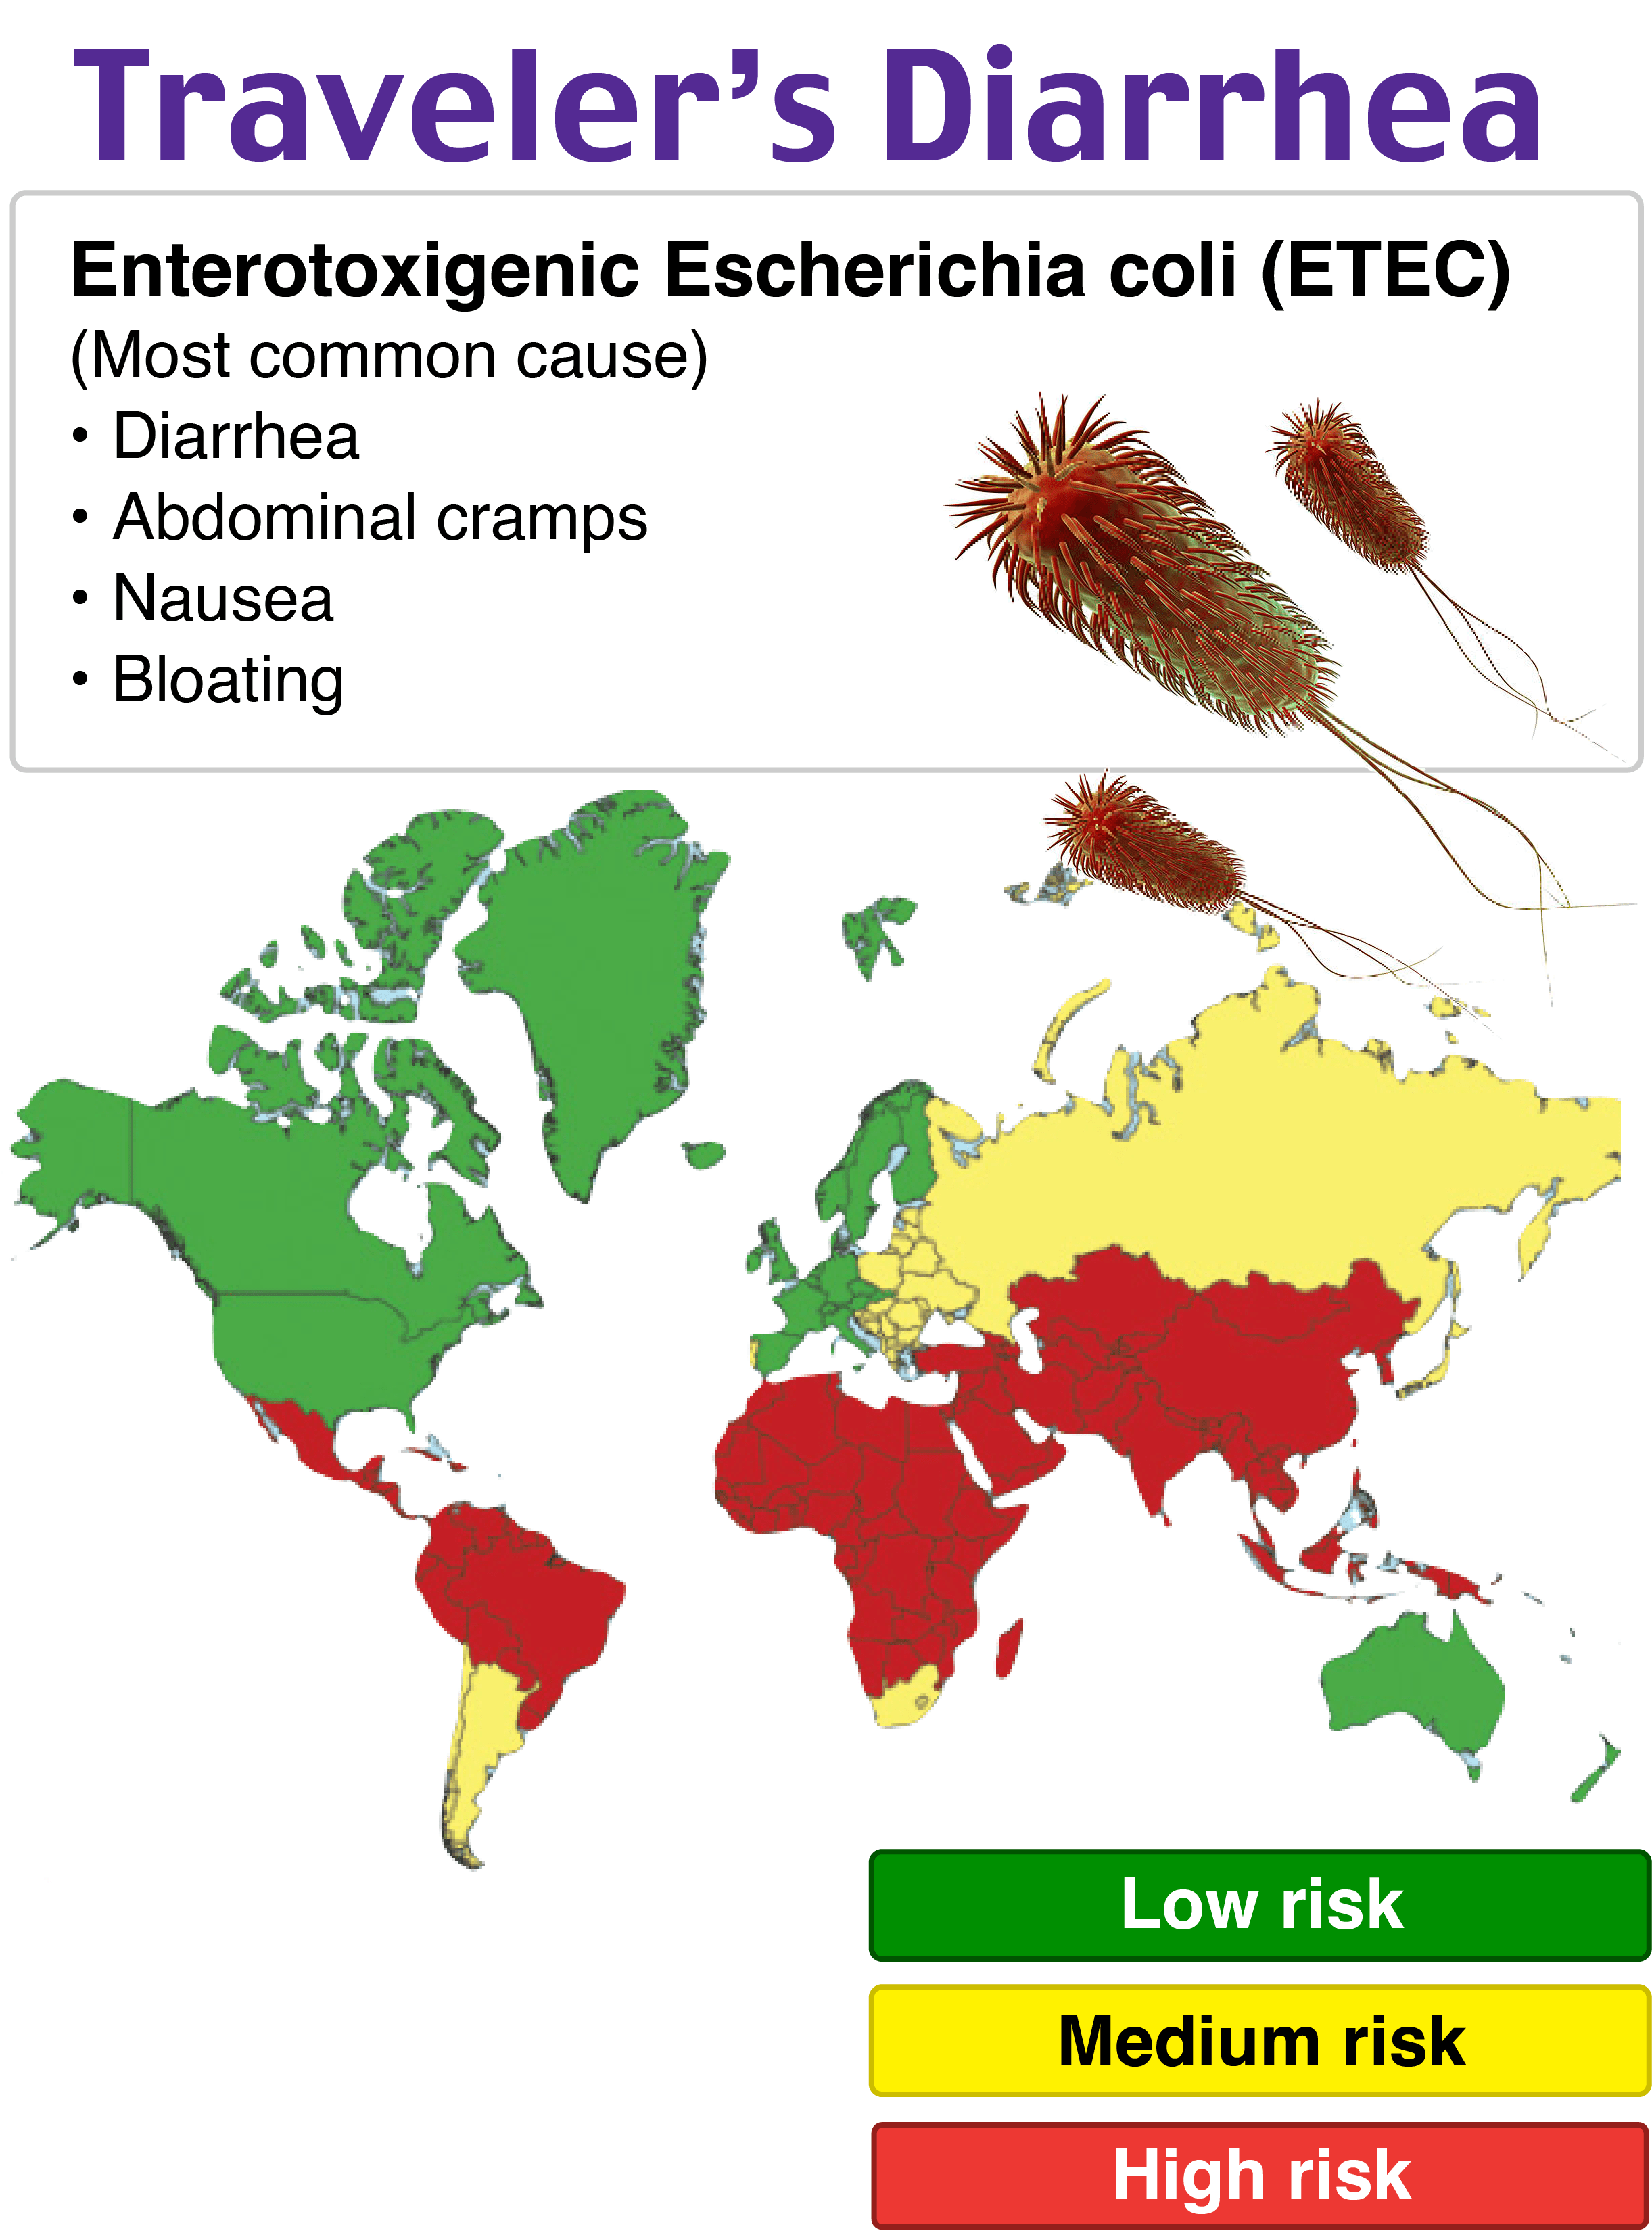 Traveler’s Diarrhea
Enterotoxigenic Escherichia coli (ETEC)
(Most common cause)
• Diarrhea
• Abdominal cramps
• Nausea
• Bloating
Low risk
Medium risk
High risk